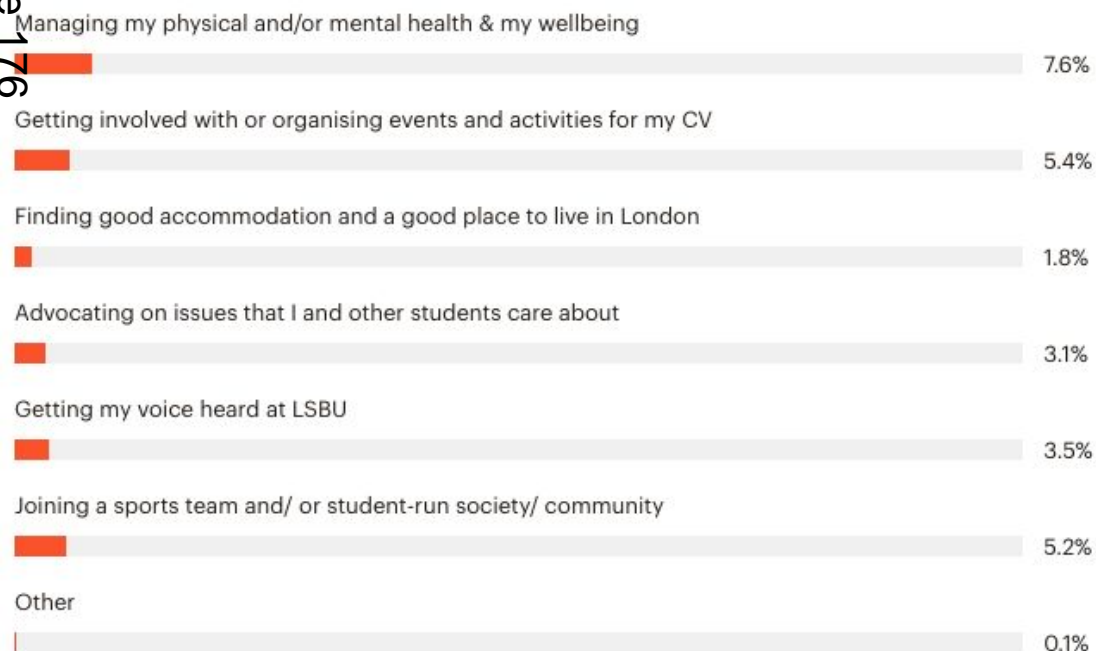 e 176
Managing my physical and/or mental health & my wellbeing
7.6%
Getting involved with or organising events and activities for my CV
5.4%
Finding good accommodation and a good place to live in London
1.8%
Advocating on issues that I and other students care about
3.1%
Getting my voice heard at LSBU
3.5%
Joining a sports team and/ or student-run society/ community
5.2%
Other
0.1%